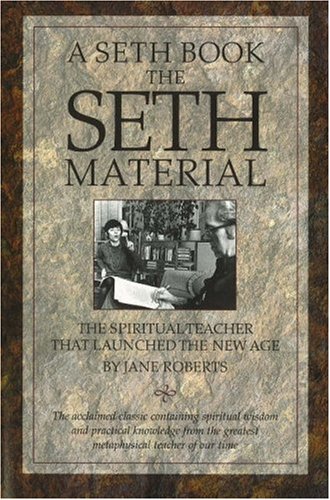 A SETH BOOK
THE
SETH
MATERIAL
THE SPIRITUAL TEACHER
THAT LAUNCHED THE NEW AGE
BY JANE ROBERTS
The acclaimed classic containing spiritual wisdom
and practical knowledge from the greatest
metaphysical teacher of our time